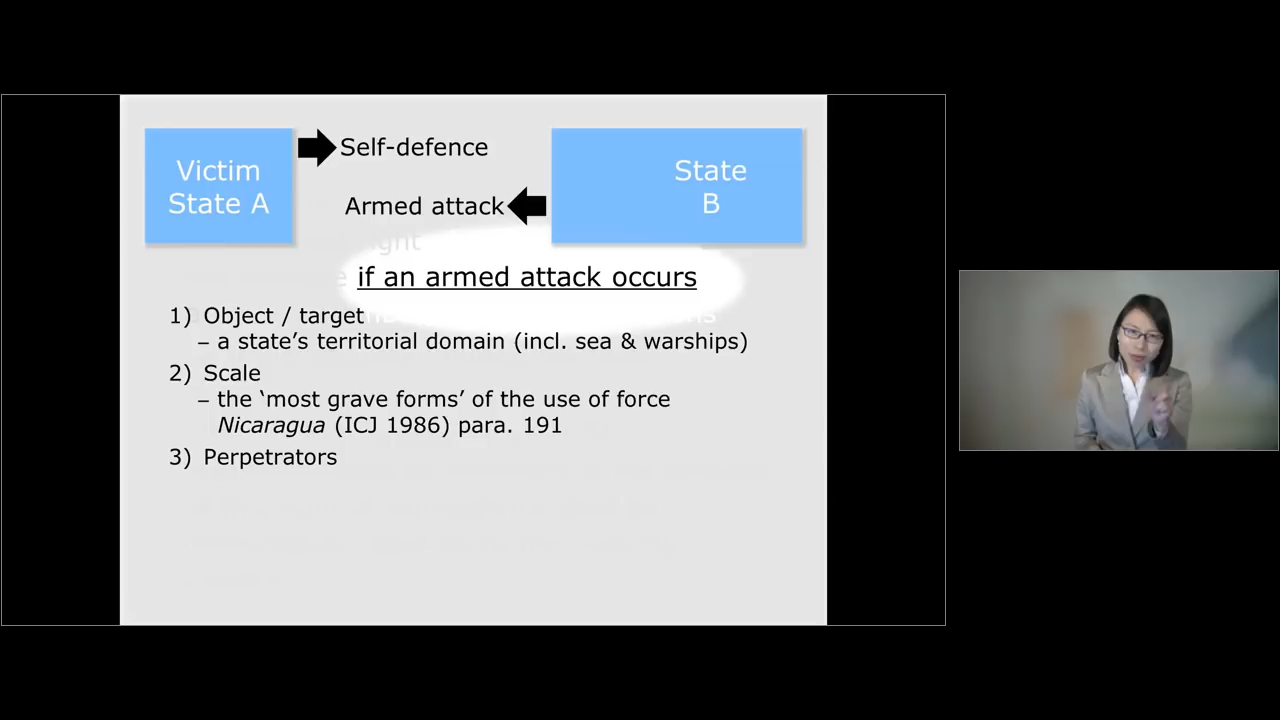 Victim
State A
Self-defence
Armed attack
State
B
if an armed attack occurs
1) Object / target
– a state’s territorial domain (incl. sea & warships)
2) Scale
– the ‘most grave forms’ of the use of force
Nicaragua (ICJ 1986) para. 191
3) Perpetrators